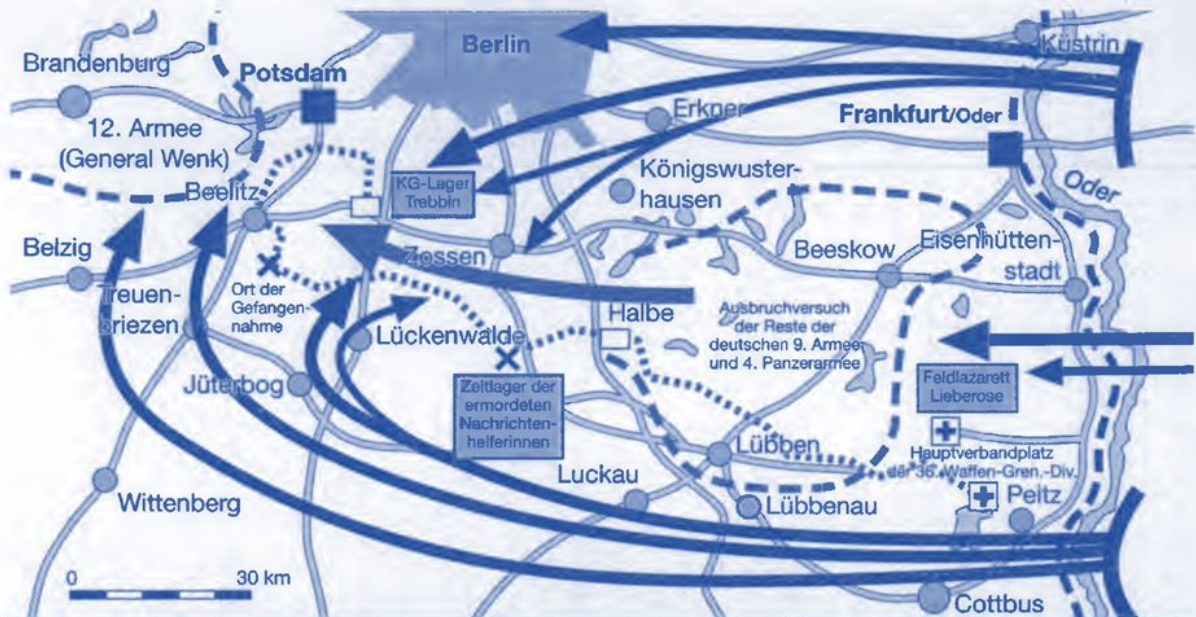 Berlin
Küstrin
Brandenburg
Potsdam
12. Armee
(General Wenk)
Erkner
Frankfurt/Oder
Beelitz
KG-Lager
Trebbin
Königswuster-
hausen
Oder
Belzig
Zossen
Beeskow
Eisenhütten-
stadt
Treuen-
briezen
Ort der
Gefangen-
nahme
Halbe
Ausbruchversuch
der Reste der
deutschen 9. Armee
und 4. Panzerarmee
Lückenwalde
Jüterbog
Zeltlager der
ermordeten
Nachrichten-
helferinnen
Feldlazarett
Lieberose
Lübben
Hauptverbandplatz
der 36. Waffen-Gren.-Div.
Luckau
Wittenberg
Lübbenau
Peitz
0 30 km
Cottbus